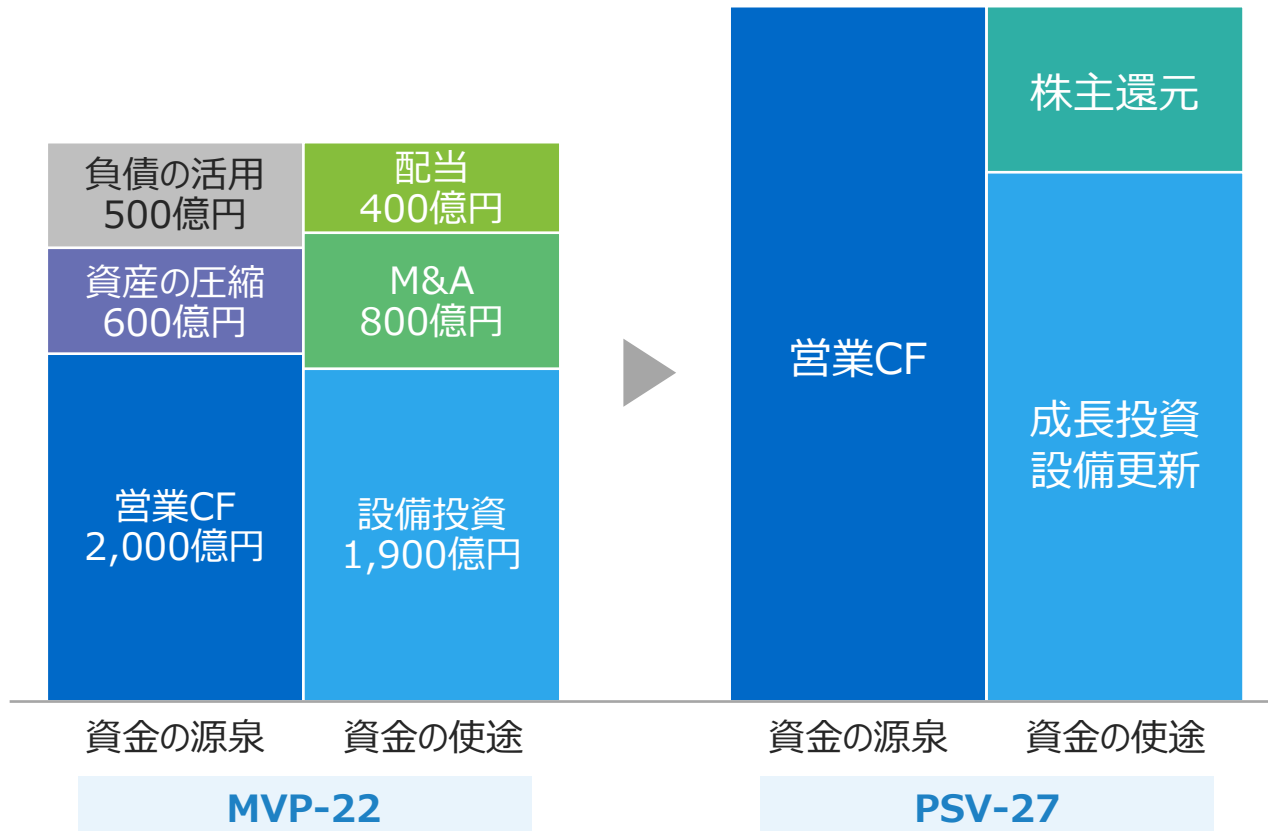 負債の活用
500億円
資産の圧縮
600億円
営業CF
2,000億円
配当
400億円
M&A
800億円
設備投資
1,900億円
資金の源泉
資金の使途
MVP-22
営業CF
株主還元
成長投資
設備更新
資金の源泉
資金の使途
PSV-27